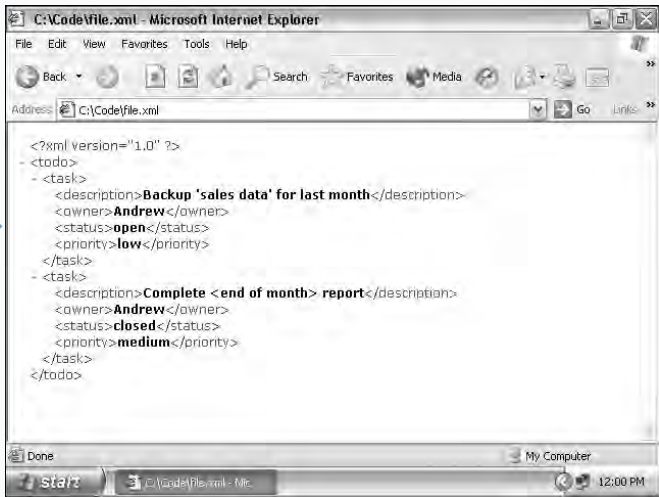 C:\Code\file.xml - Microsoft Internet Explorer
File Edit View Favorites Tools Help
Back Search Favorites Media »
Address C:\Code\file.xml Go Links »
<?xml version="1.0" ?>
- <todo>
- <task>
<description>Backup 'sales data' for last month</description>
<owner>Andrew</owner>
<status>open</status>
<priority>low</priority>
</task>
- <task>
<description>Complete <end of month> report</description>
<owner>Andrew</owner>
<status>closed</status>
<priority>medium</priority>
</task>
</todo>
Done My Computer
start C:\Code\file.xml - Mic... 12:00 PM